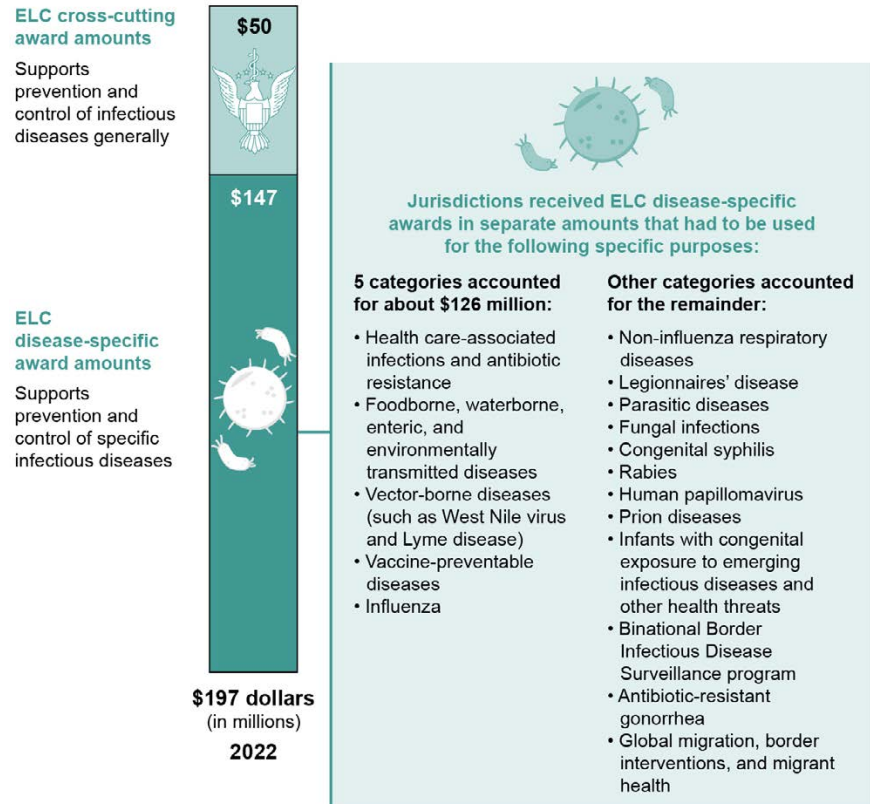 ELC cross-cutting
award amounts
Supports
prevention and
control of infectious
diseases generally
$50
$147
ELC
disease-specific
award amounts
Supports
prevention and
control of specific
infectious diseases
$197 dollars
(in millions)
2022
Jurisdictions received ELC disease-specific
awards in separate amounts that had to be used
for the following specific purposes:
5 categories accounted
for about $126 million:
• Health care-associated
infections and antibiotic
resistance
• Foodborne, waterborne,
enteric, and
environmentally
transmitted diseases
• Vector-borne diseases
(such as West Nile virus
and Lyme disease)
• Vaccine-preventable
diseases
• Influenza
Other categories accounted
for the remainder:
• Non-influenza respiratory
diseases
• Legionnaires’ disease
• Parasitic diseases
• Fungal infections
• Congenital syphilis
• Rabies
• Human papillomavirus
• Prion diseases
• Infants with congenital
exposure to emerging
infectious diseases and
other health threats
• Binational Border
Infectious Disease
Surveillance program
• Antibiotic-resistant
gonorrhea
• Global migration, border
interventions, and migrant
health